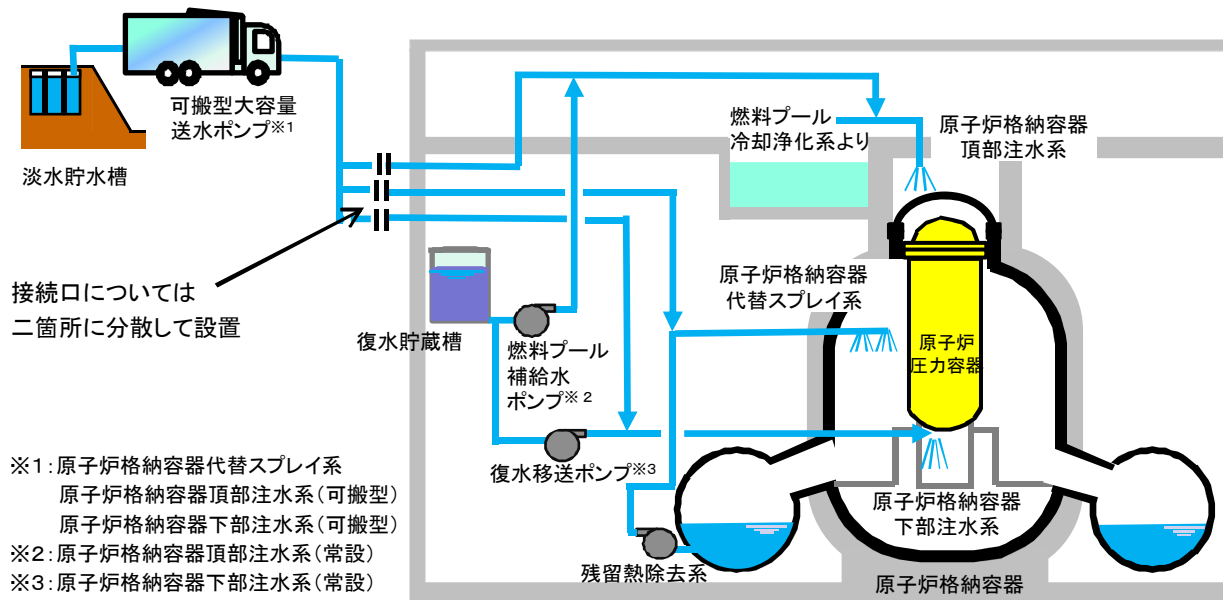 可搬型大容量
送水ポンプ※1
淡水貯水槽
接続口については
二箇所に分散して設置
燃料プール
冷却浄化系より
原子炉格納容器
頂部注水系
原子炉格納容器
代替スプレイ系
原子炉
圧力容器
復水貯蔵槽
燃料プール
補給水
ポンプ※2
復水移送ポンプ※3
残留熱除去系
原子炉格納容器
下部注水系
原子炉格納容器
※1:原子炉格納容器代替スプレイ系
原子炉格納容器頂部注水系(可搬型)
原子炉格納容器下部注水系(可搬型)
※2:原子炉格納容器頂部注水系(常設)
※3:原子炉格納容器下部注水系(常設)